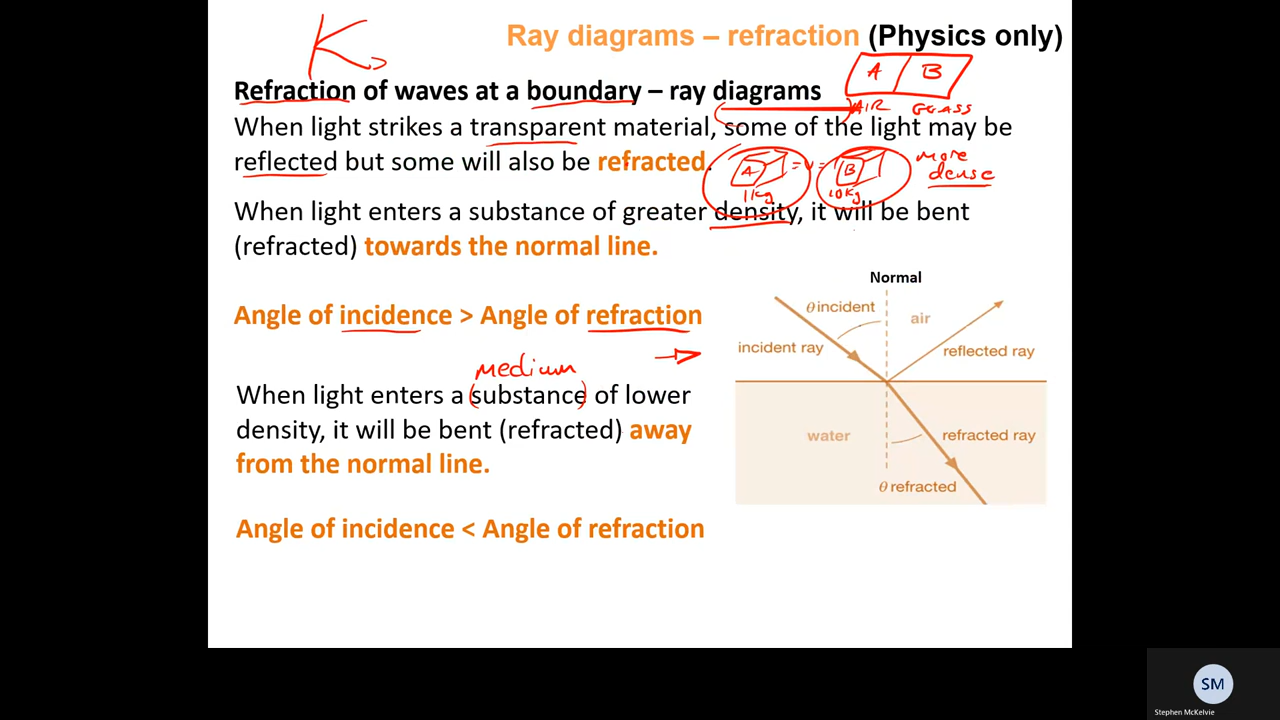 K
Ray diagrams – refraction (Physics only)
A B
Refraction of waves at a boundary – ray diagrams
AIR GLASS
When light strikes a transparent material, some of the light may be
reflected but some will also be refracted.
A = v = B more
dense
1kg 10kg
When light enters a substance of greater density, it will be bent
(refracted) towards the normal line.
Normal
Angle of incidence > Angle of refraction
θ incident
air
incident ray
reflected ray
medium
When light enters a (substance) of lower
density, it will be bent (refracted) away
from the normal line.
water
refracted ray
θ refracted
Angle of incidence < Angle of refraction
SM
Stephen McKelvie